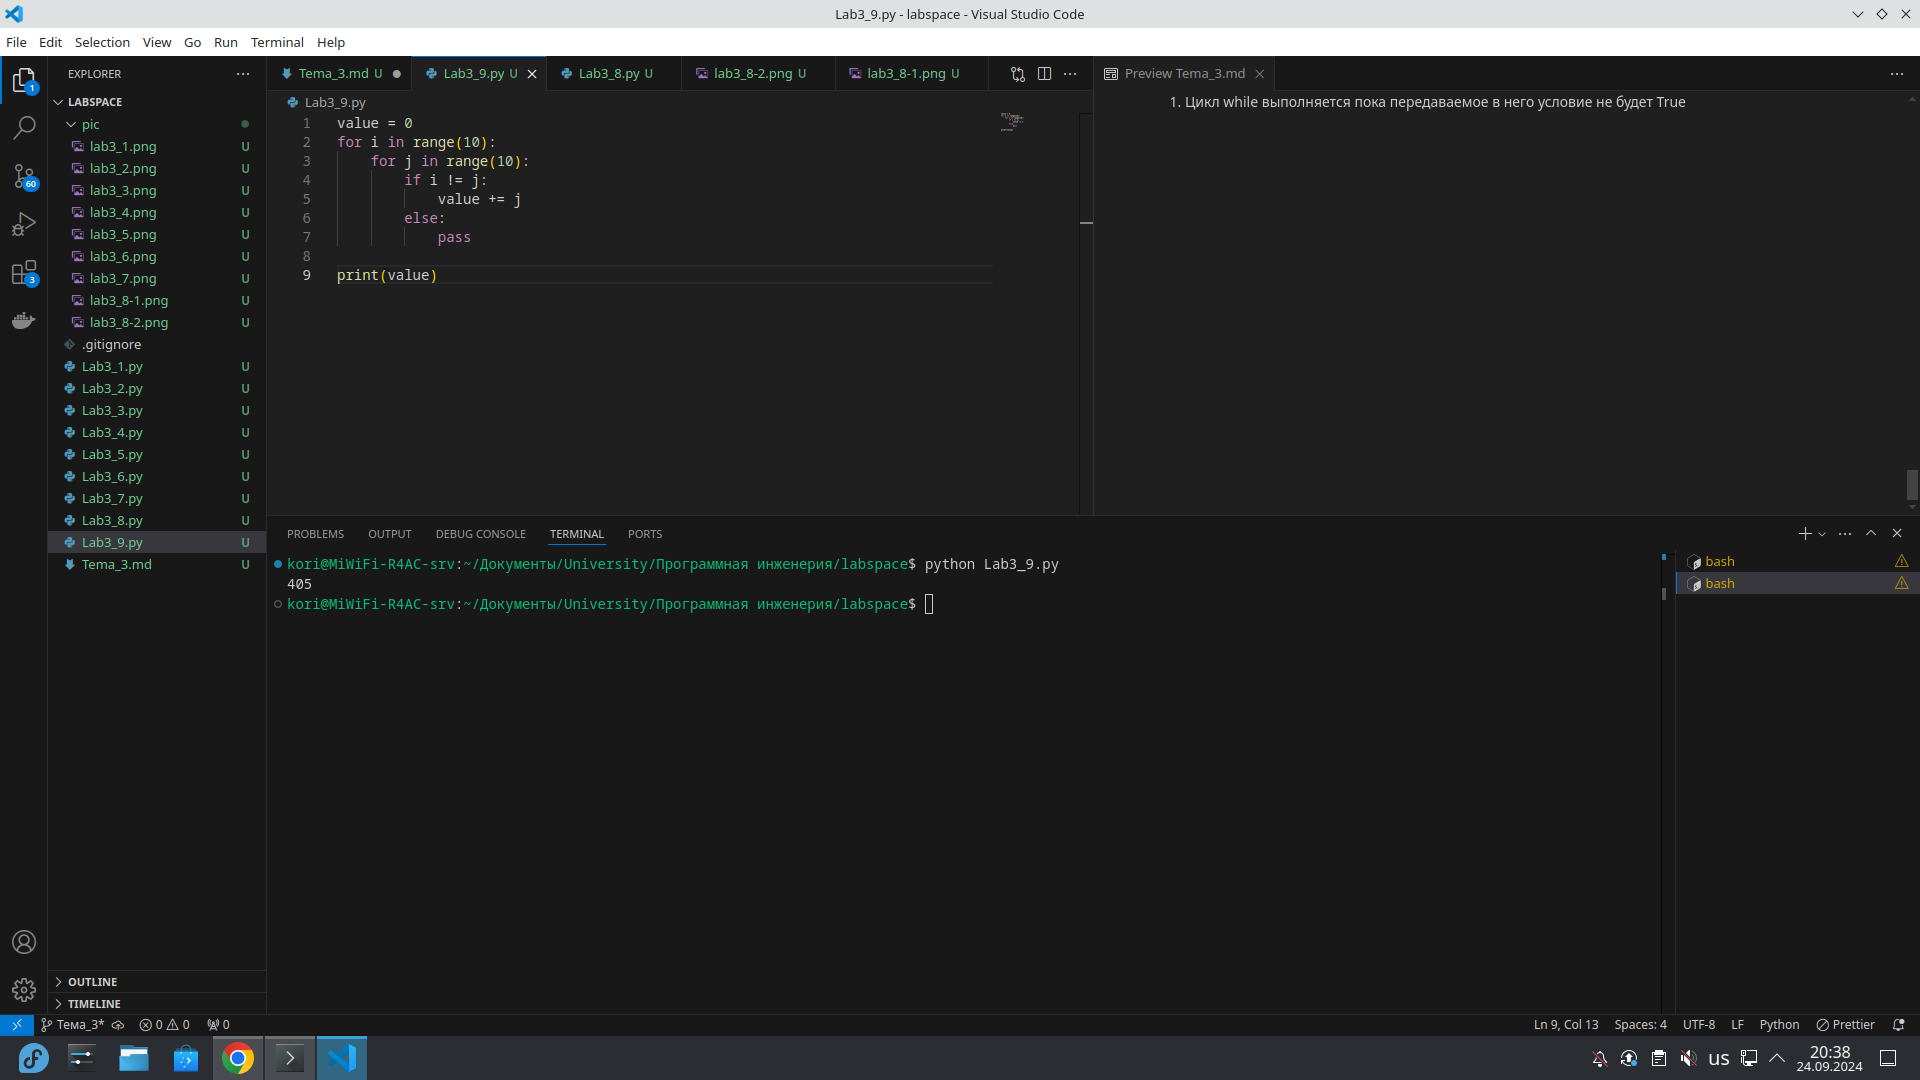 Lab3_9.py - labspace - Visual Studio Code
File Edit Selection View Go Run Terminal Help
EXPLORER
LABSPACE
pic
lab3_1.png U
lab3_2.png U
lab3_3.png U
lab3_4.png U
lab3_5.png U
lab3_6.png U
lab3_7.png U
lab3_8-1.png U
lab3_8-2.png U
.gitignore
Lab3_1.py U
Lab3_2.py U
Lab3_3.py U
Lab3_4.py U
Lab3_5.py U
Lab3_6.py U
Lab3_7.py U
Lab3_8.py U
Lab3_9.py U
Tema_3.md U
OUTLINE
TIMELINE
1
60
3
Tema_3.md U Lab3_9.py U Lab3_8.py U lab3_8-2.png U lab3_8-1.png U
Lab3_9.py
1 value = 0
2 for i in range(10):
3 for j in range(10):
4 if i != j:
5 value += j
6 else:
7 pass
8
9 print(value)
Preview Tema_3.md
1. Цикл while выполняется пока передаваемое в него условие не будет True
PROBLEMS OUTPUT DEBUG CONSOLE TERMINAL PORTS
kori@MiWiFi-R4AC-srv:~/Документы/University/Программная инженерия/labspace$ python Lab3_9.py
405
kori@MiWiFi-R4AC-srv:~/Документы/University/Программная инженерия/labspace$
bash
bash
Тема_3* 0 0 0 Ln 9, Col 13 Spaces: 4 UTF-8 LF Python Prettier
us 20:38
24.09.2024